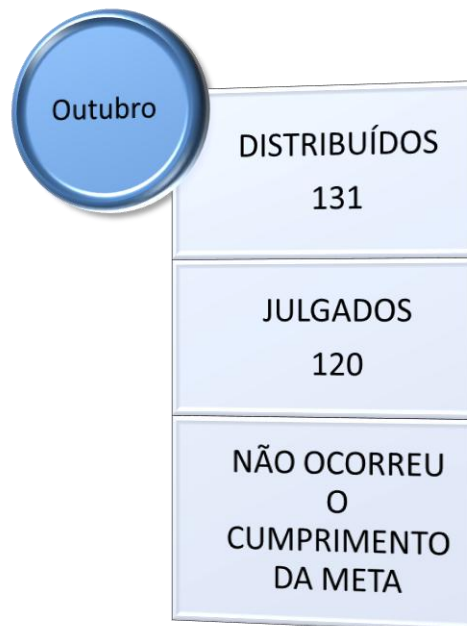 Outubro
DISTRIBUÍDOS
131
JULGADOS
120
NÃO OCORREU
O
CUMPRIMENTO
DA META